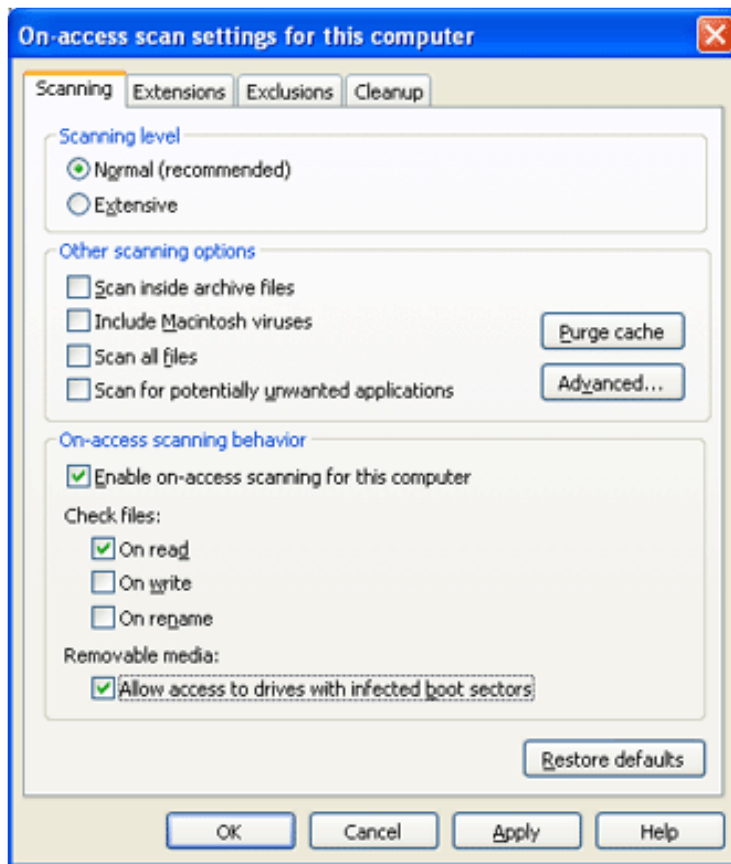 On-access scan settings for this computer
Scanning Extensions Exclusions Cleanup
Scanning level
Normal (recommended)
Extensive
Other scanning options
Scan inside archive files
Include Macintosh viruses
Purge cache
Scan all files
Scan for potentially unwanted applications
Advanced...
On-access scanning behavior
Enable on-access scanning for this computer
Check files:
On read
On write
On rename
Removable media:
Allow access to drives with infected boot sectors
Restore defaults
OK Cancel Apply Help